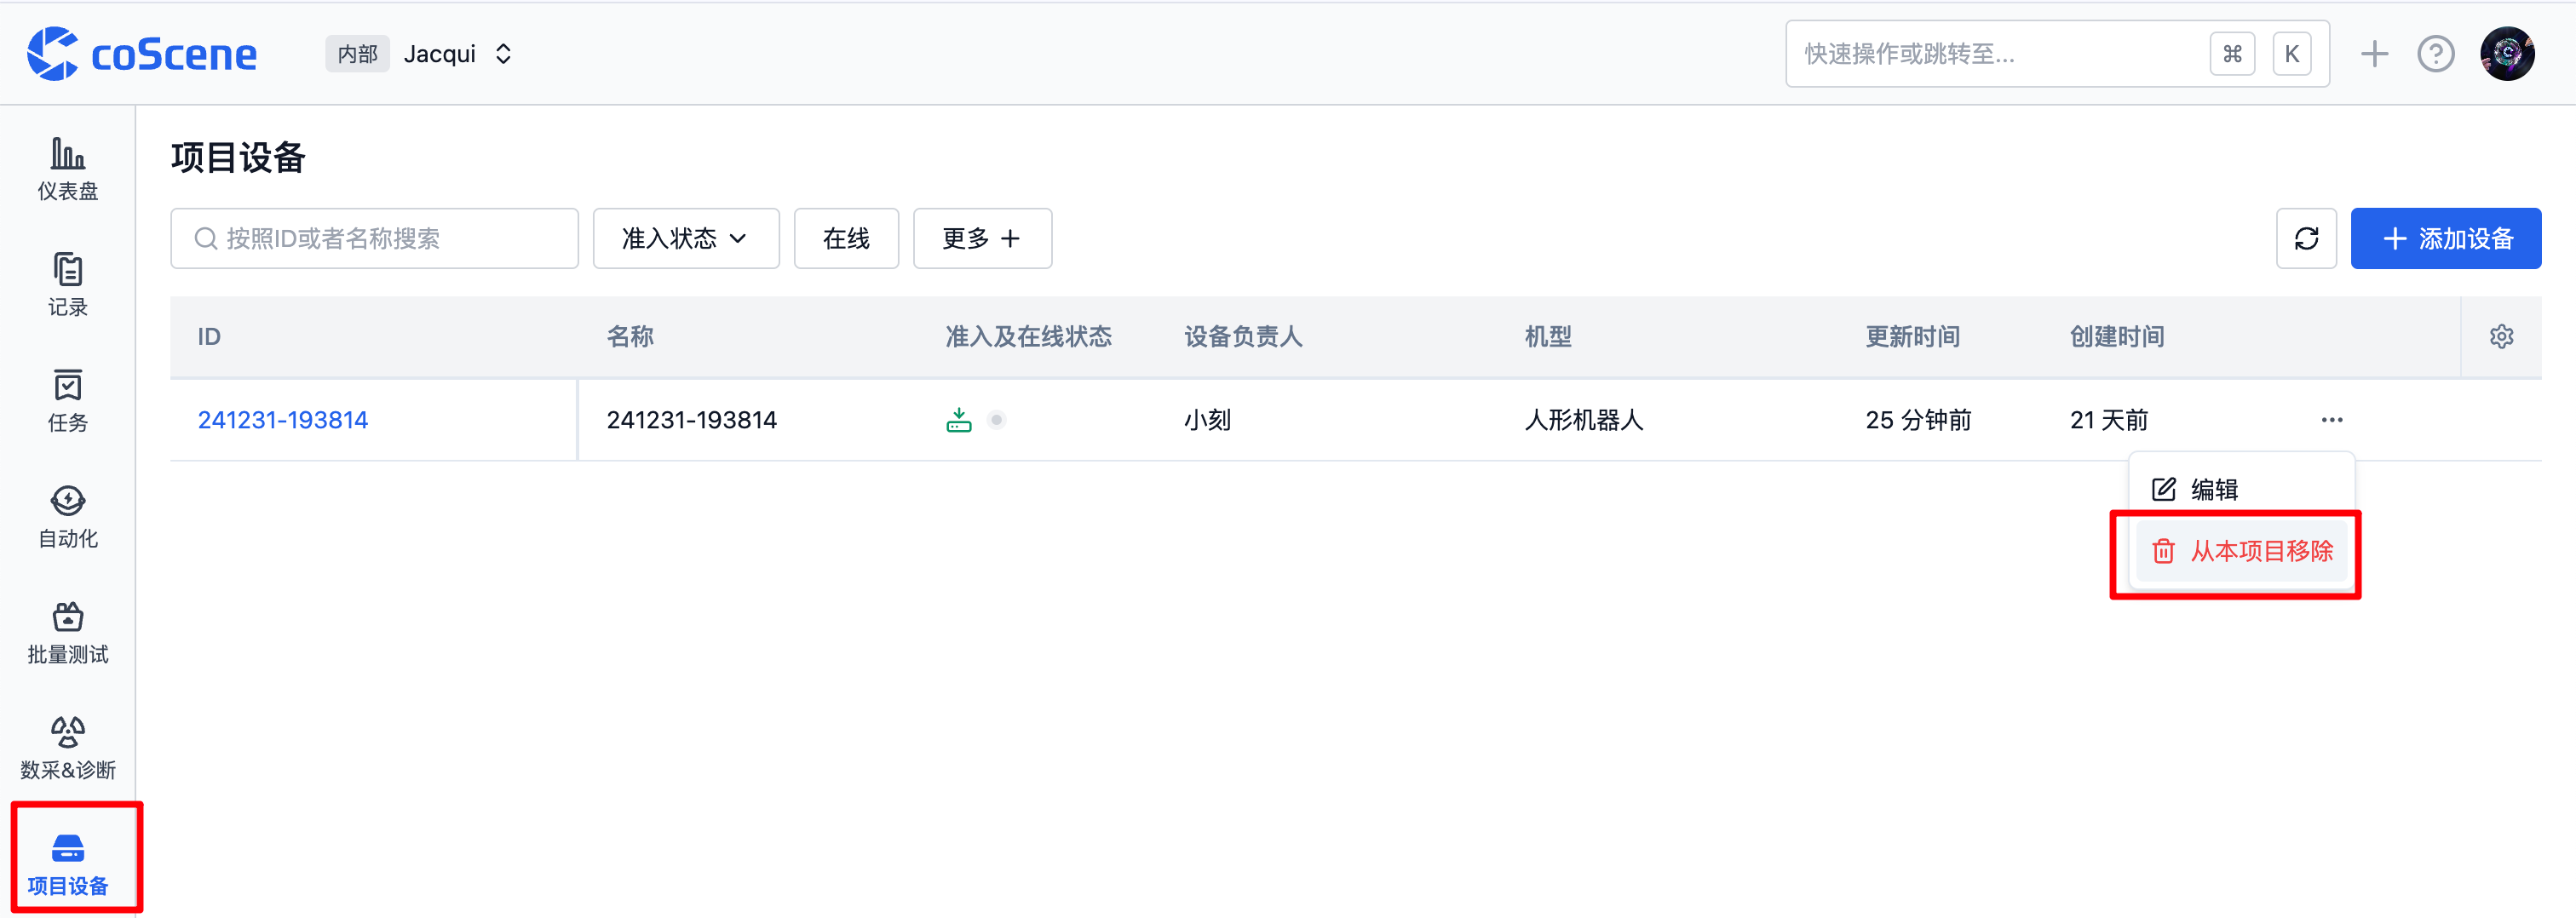 coScene 内部 Jacqui 快速操作或跳转至... ⌘ K
仪表盘
记录
任务
自动化
批量测试
数采&诊断
项目设备
项目设备
按照ID或者名称搜索 准入状态 在线 更多 添加设备
ID 名称 准入及在线状态 设备负责人 机型 更新时间 创建时间
241231-193814 241231-193814 小刻 人形机器人 25 分钟前 21 天前
编辑
从本项目移除